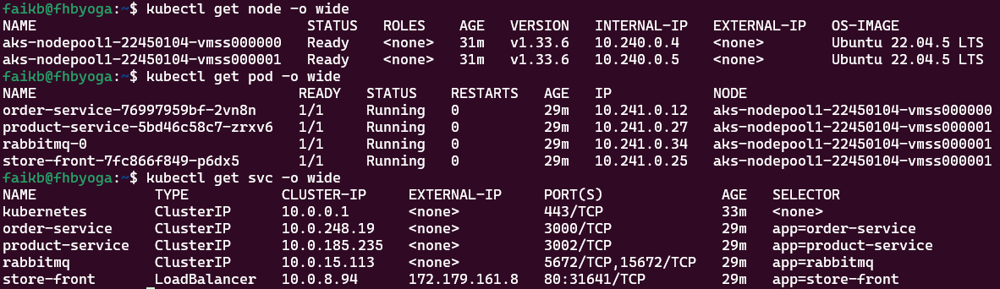 faikb@fhbyoga:~$ kubectl get node -o wide
NAME STATUS ROLES AGE VERSION INTERNAL-IP EXTERNAL-IP OS-IMAGE
aks-nodepool1-22450104-vmss000000 Ready <none> 31m v1.33.6 10.240.0.4 <none> Ubuntu 22.04.5 LTS
aks-nodepool1-22450104-vmss000001 Ready <none> 31m v1.33.6 10.240.0.5 <none> Ubuntu 22.04.5 LTS
faikb@fhbyoga:~$ kubectl get pod -o wide
NAME READY STATUS RESTARTS AGE IP NODE
order-service-76997959bf-2vn8n 1/1 Running 0 29m 10.241.0.12 aks-nodepool1-22450104-vmss000000
product-service-5bd46c58c7-zrxv6 1/1 Running 0 29m 10.241.0.27 aks-nodepool1-22450104-vmss000001
rabbitmq-0 1/1 Running 0 29m 10.241.0.34 aks-nodepool1-22450104-vmss000001
store-front-7fc866f849-p6dx5 1/1 Running 0 29m 10.241.0.25 aks-nodepool1-22450104-vmss000001
faikb@fhbyoga:~$ kubectl get svc -o wide
NAME TYPE CLUSTER-IP EXTERNAL-IP PORT(S) AGE SELECTOR
kubernetes ClusterIP 10.0.0.1 <none> 443/TCP 33m <none>
order-service ClusterIP 10.0.248.19 <none> 3000/TCP 29m app=order-service
product-service ClusterIP 10.0.185.235 <none> 3002/TCP 29m app=product-service
rabbitmq ClusterIP 10.0.15.113 <none> 5672/TCP,15672/TCP 29m app=rabbitmq
store-front LoadBalancer 10.0.8.94 172.179.161.8 80:31641/TCP 29m app=store-front